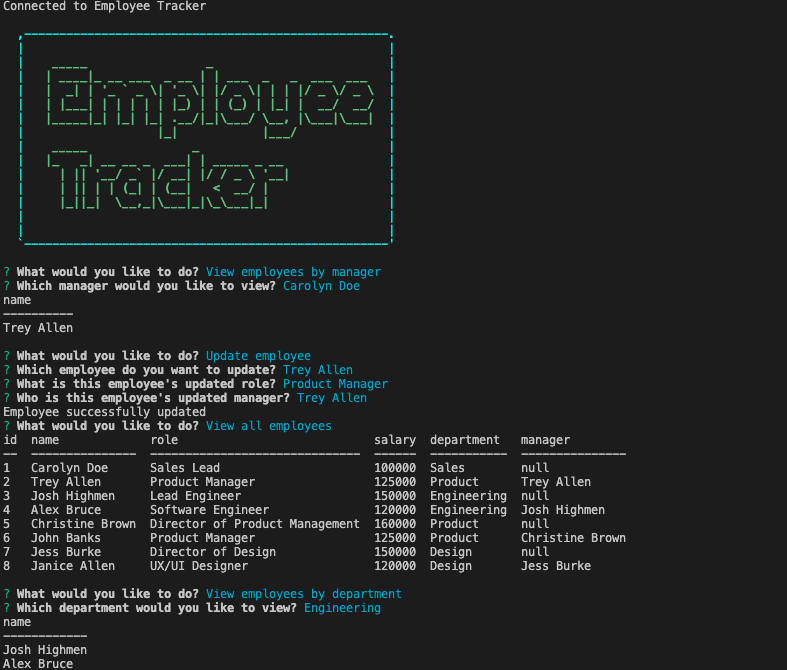 Connected to Employee Tracker
Employee
Tracker
? What would you like to do? View employees by manager
? Which manager would you like to view? Carolyn Doe
name
----------
Trey Allen
? What would you like to do? Update employee
? Which employee do you want to update? Trey Allen
? What is this employee's updated role? Product Manager
? Who is this employee's updated manager? Trey Allen
Employee successfully updated
? What would you like to do? View all employees
id  name             role                            salary  department   manager
--  ---------------  ------------------------------  ------  -----------  ---------------
1   Carolyn Doe      Sales Lead                      100000  Sales        null
2   Trey Allen       Product Manager                 125000  Product      Trey Allen
3   Josh Highmen     Lead Engineer                   150000  Engineering  null
4   Alex Bruce       Software Engineer               120000  Engineering  Josh Highmen
5   Christine Brown  Director of Product Management  160000  Product      null
6   John Banks       Product Manager                 125000  Product      Christine Brown
7   Jess Burke       Director of Design              150000  Design       null
8   Janice Allen     UX/UI Designer                  120000  Design       Jess Burke
? What would you like to do? View employees by department
? Which department would you like to view? Engineering
name
------------
Josh Highmen
Alex Bruce